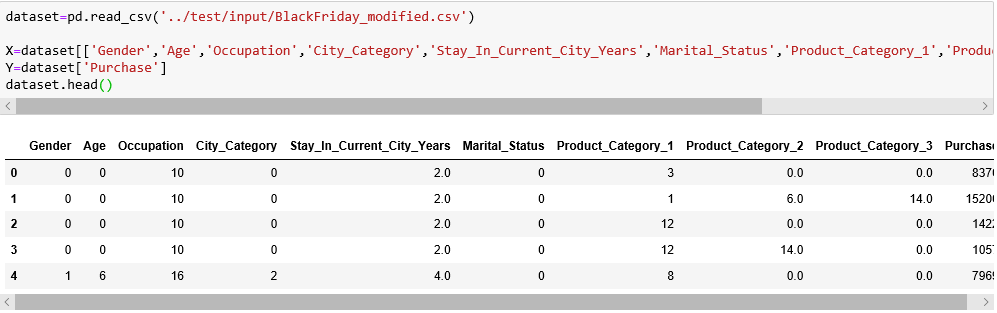 dataset=pd.read_csv('../test/input/BlackFriday_modified.csv')
X=dataset[['Gender','Age','Occupation','City_Category','Stay_In_Current_City_Years','Marital_Status','Product_Category_1','Produ
Y=dataset['Purchase']
dataset.head()
Gender Age Occupation City_Category Stay_In_Current_City_Years Marital_Status Product_Category_1 Product_Category_2 Product_Category_3 Purchase
0 0 0 10 0 2.0 0 3 0.0 0.0 8370
1 0 0 10 0 2.0 0 1 6.0 14.0 15200
2 0 0 10 0 2.0 0 12 0.0 0.0 1422
3 0 0 10 0 2.0 0 12 14.0 0.0 1057
4 1 6 16 2 4.0 0 8 0.0 0.0 7969